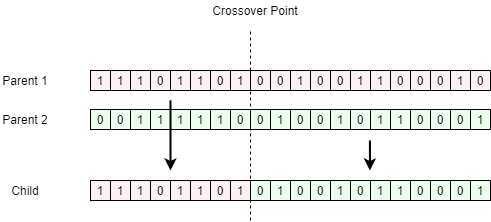 Crossover Point
Parent 1 1 1 1 0 1 1 0 1 0 0 1 0 0 1 1 0 0 0 1 0
Parent 2 0 0 1 1 1 1 1 0 0 1 0 0 1 0 1 1 0 0 0 1
Child 1 1 1 0 1 1 0 1 0 1 0 0 1 0 1 1 0 0 0 1